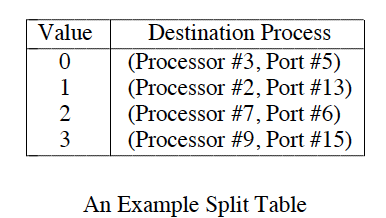 Value Destination Process
0 (Processor #3, Port #5)
1 (Processor #2, Port #13)
2 (Processor #7, Port #6)
3 (Processor #9, Port #15)
An Example Split Table